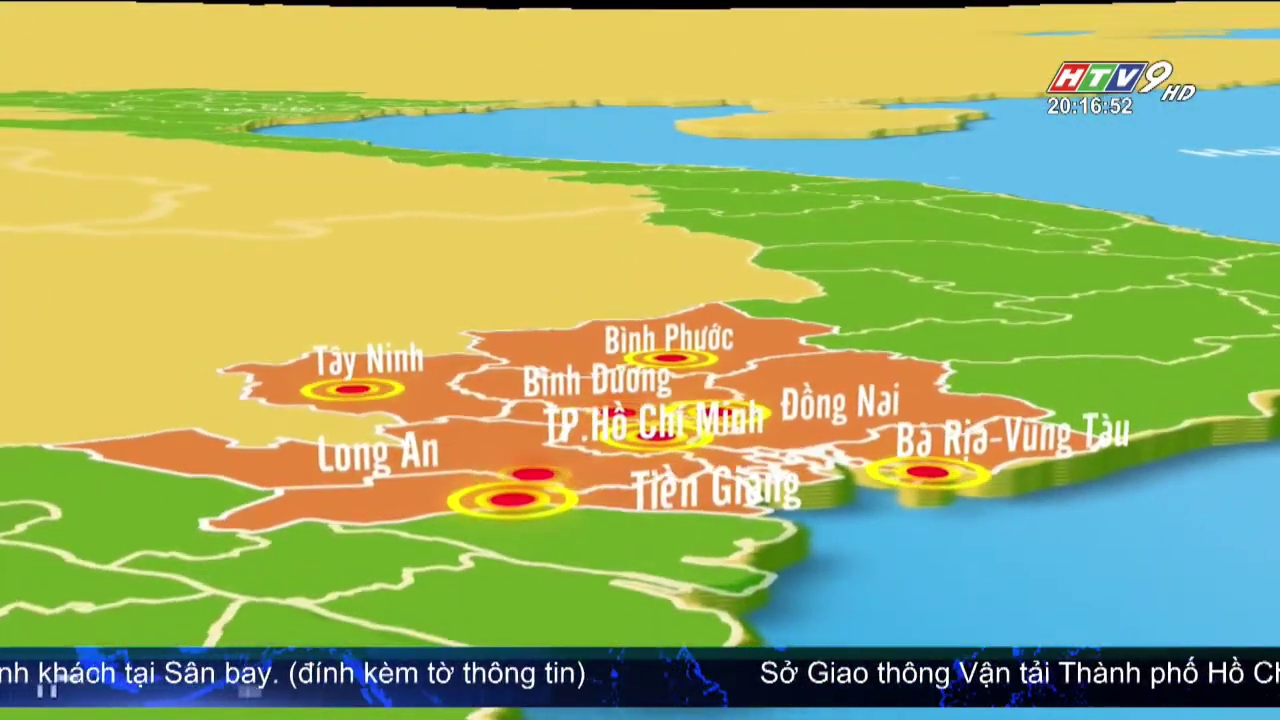 HTV9 HD
20:16:52
Bình Phước
Tây Ninh
Bình Dương
Đồng Nai
TP.Hồ Chí Minh
Bà Rịa-Vũng Tàu
Long An
Tiền Giang
khách tại Sân bay. (đính kèm tờ thông tin)
Sở Giao thông Vận tải Thành phố Hồ